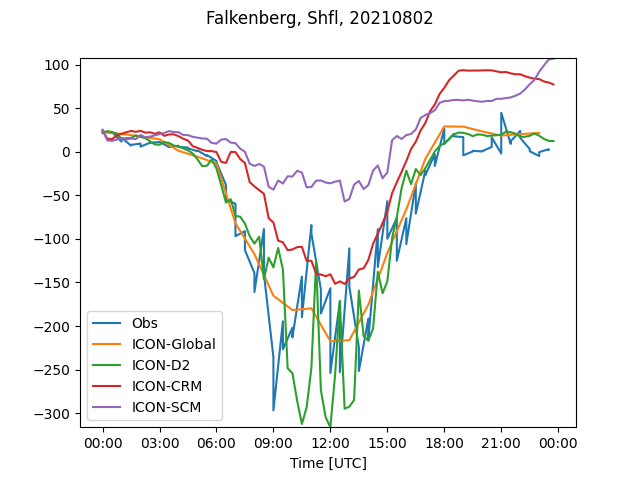 Falkenberg, Shfl, 20210802
100
50
0
−50
−100
−150
−200
−250
−300
Obs
ICON-Global
ICON-D2
ICON-CRM
ICON-SCM
00:00 03:00 06:00 09:00 12:00 15:00 18:00 21:00 00:00
Time [UTC]